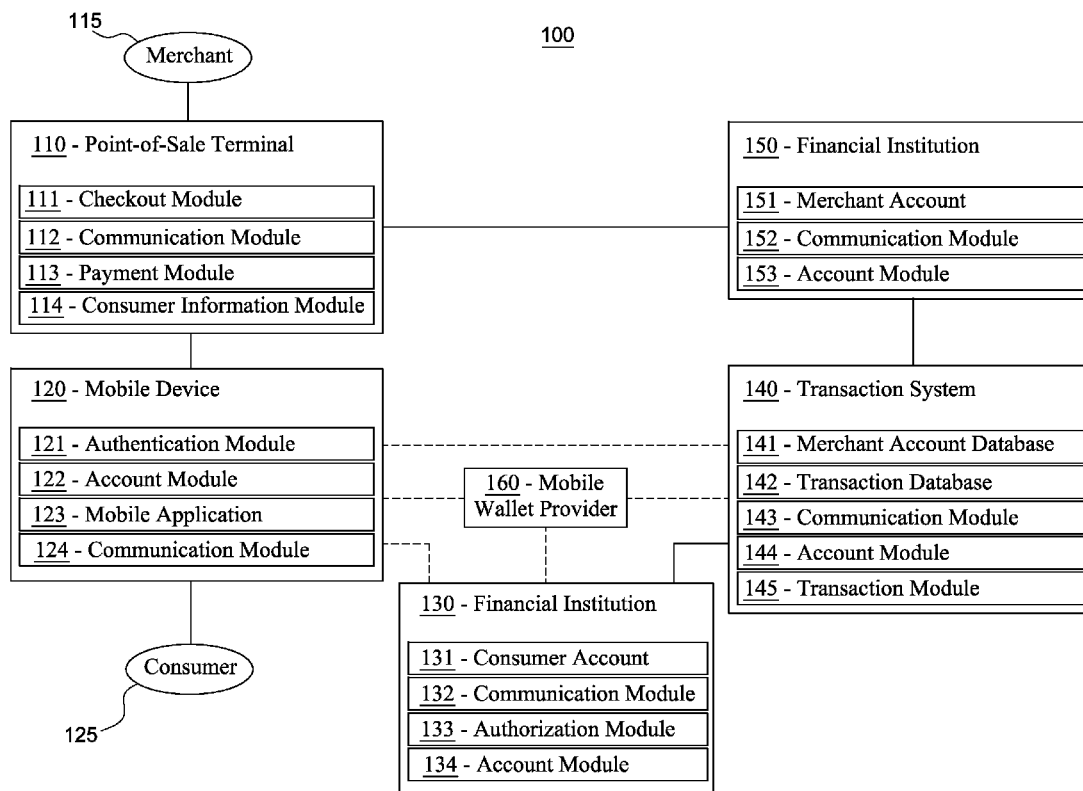 115
Merchant
100
110 - Point-of-Sale Terminal
111 - Checkout Module
112 - Communication Module
113 - Payment Module
114 - Consumer Information Module
150 - Financial Institution
151 - Merchant Account
152 - Communication Module
153 - Account Module
120 - Mobile Device
121 - Authentication Module
122 - Account Module
123 - Mobile Application
124 - Communication Module
160 - Mobile
Wallet Provider
140 - Transaction System
141 - Merchant Account Database
142 - Transaction Database
143 - Communication Module
144 - Account Module
145 - Transaction Module
130 - Financial Institution
131 - Consumer Account
132 - Communication Module
133 - Authorization Module
134 - Account Module
Consumer
125